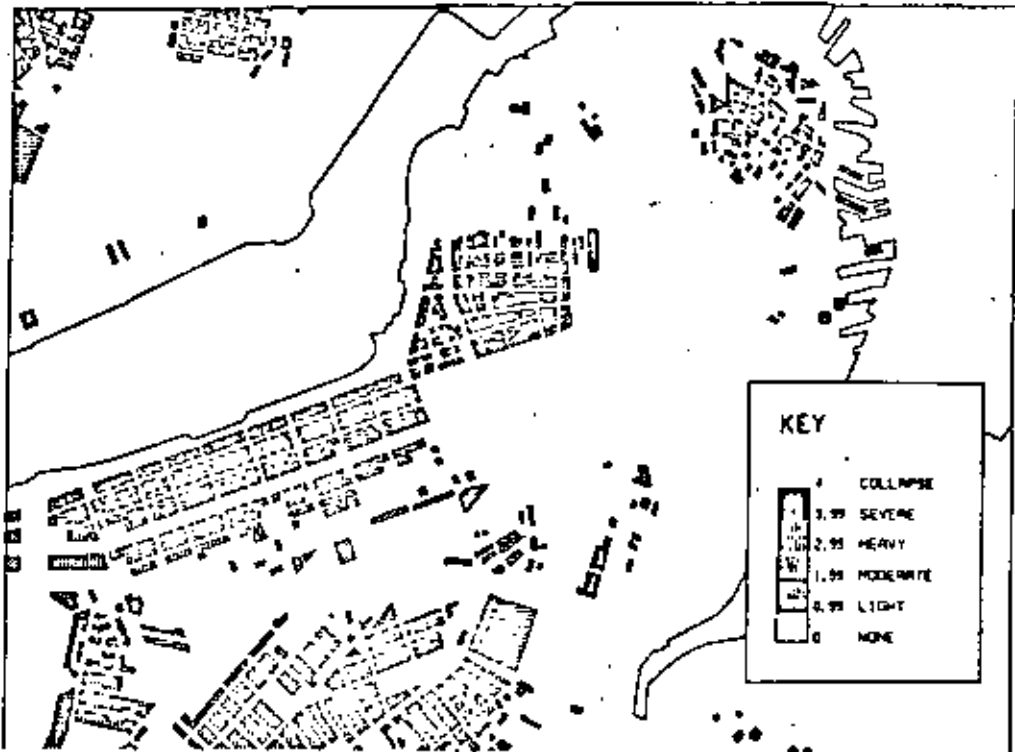 KEY
4 COLLAPSE
3.99 SEVERE
2.99 HEAVY
1.99 MODERATE
0.99 LIGHT
0 NONE